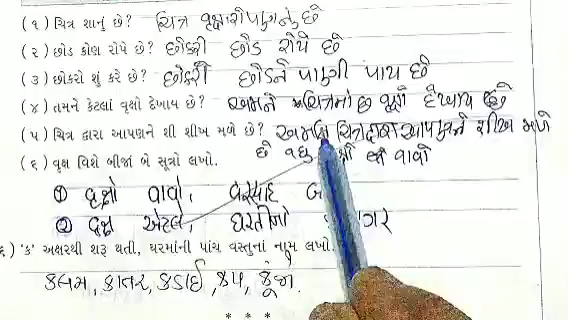 (૧) ચિત્ર શાનું છે? ચિત્ર વૃક્ષારોપણનું છે
(૨) છોડ કોણ રોપે છે? છોકરી છોડ રોપે છે
(૩) છોકરો શું કરે છે? છોકરો છોડને પાણી પાય છે
(૪) તમને કેટલાં વૃક્ષો દેખાય છે? અમને ચિત્રમાં છ વૃક્ષો દેખાય છે
(૫) ચિત્ર દ્વારા આપણને શી શીખ મળે છે? ચિત્રદ્વારા આપણને શીખ મળે
છે વધુ વાવો
(૬) વૃક્ષ વિશે બીજાં બે સૂત્રો લખો.
① વૃક્ષો વાવો, વરસાદ
② વૃક્ષ એટલે, ધરતીનો
'ક' અક્ષરથી શરૂ થતી, ઘરમાંની પાંચ વસ્તુનાં નામ લખો.
કલમ, કાતર, કડાઈ, કપ, કૂંજો.
* * *